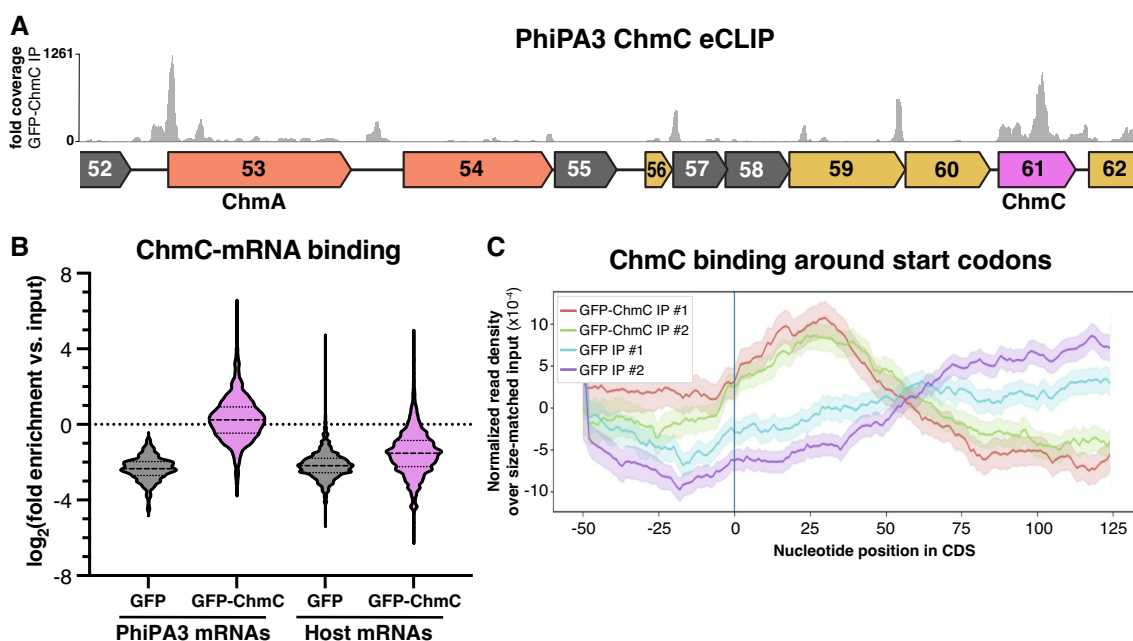 A
PhiPA3 ChmC eCLIP
fold coverage
GFP-ChmC IP
1261
0
52 53 54 55 56 57 58 59 60 61 62
ChmA ChmC
B
ChmC-mRNA binding
log2(fold enrichment vs. input)
8
4
0
-4
-8
GFP GFP-ChmC GFP GFP-ChmC
PhiPA3 mRNAs Host mRNAs
C
ChmC binding around start codons
Normalized read density
over size-matched input (x10-4)
10
5
0
-5
-10
GFP-ChmC IP #1
GFP-ChmC IP #2
GFP IP #1
GFP IP #2
-50 -25 0 25 50 75 100 125
Nucleotide position in CDS